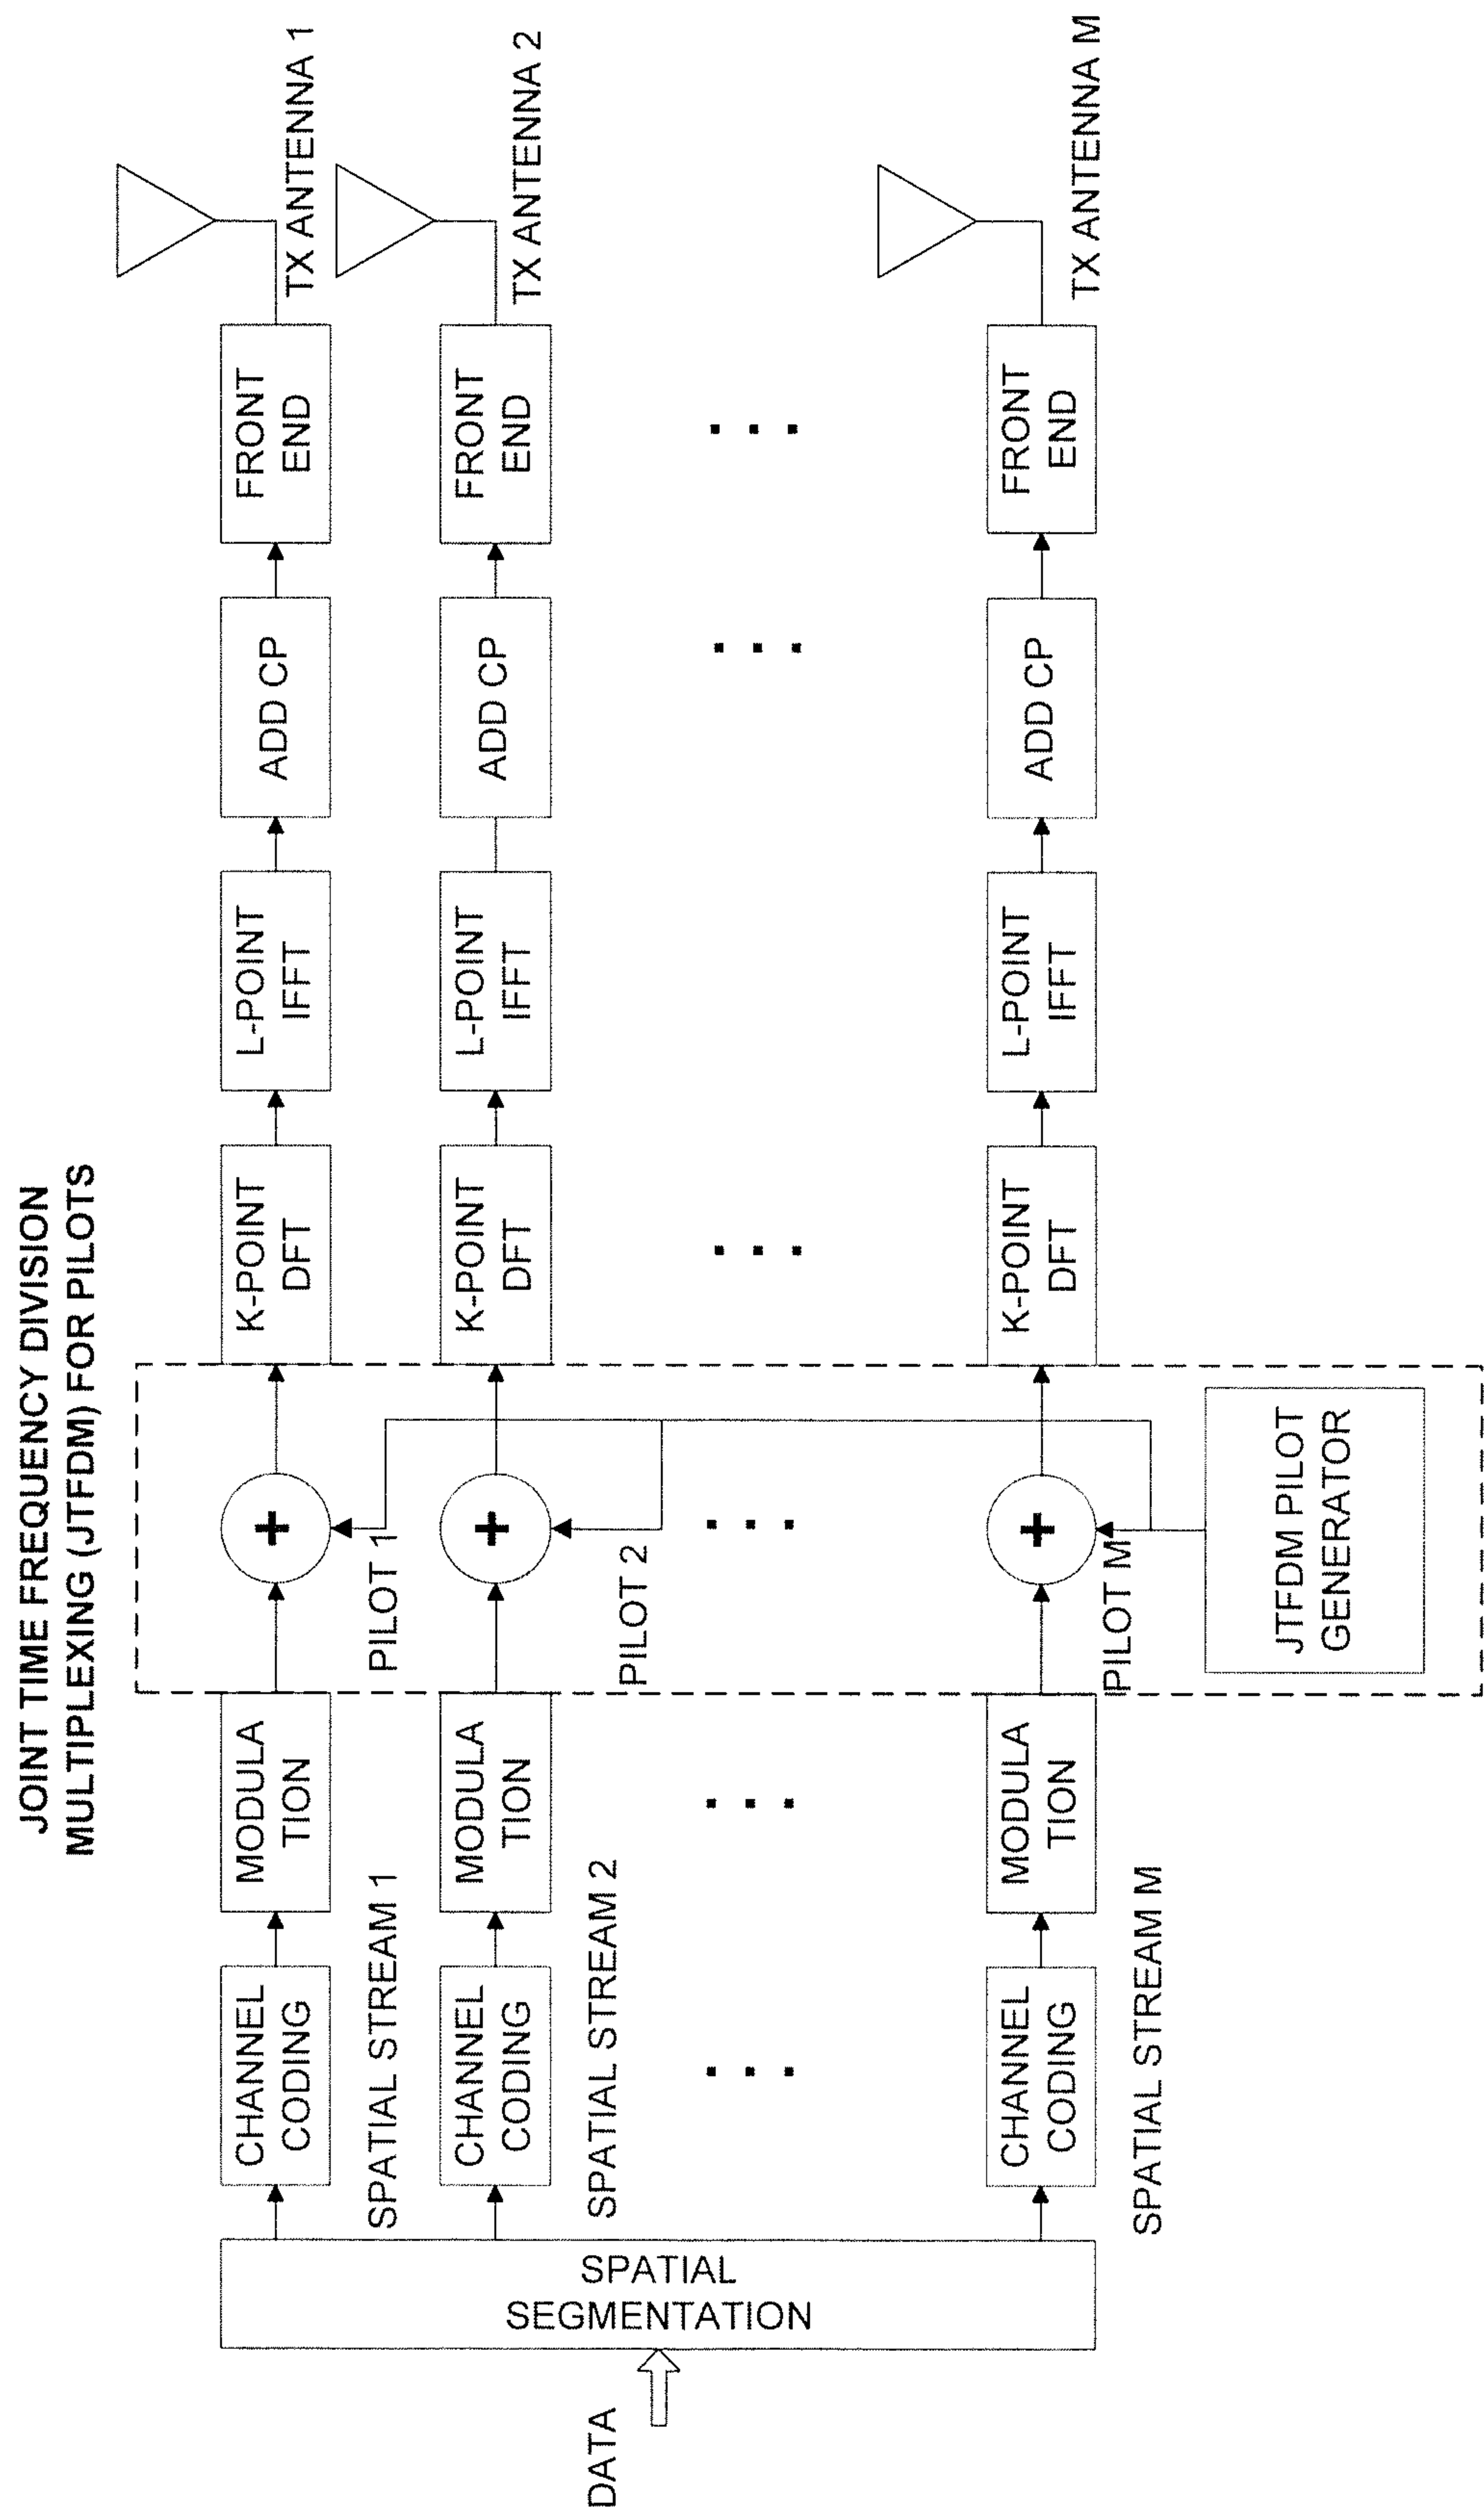 JOINT TIME FREQUENCY DIVISION
MULTIPLEXING (JTFDM) FOR PILOTS
DATA
SPATIAL
SEGMENTATION
CHANNEL
CODING
MODULA
TION
+
K-POINT
DFT
L-POINT
IFFT
ADD CP
FRONT
END
TX ANTENNA 1
SPATIAL STREAM 1
PILOT 1
CHANNEL
CODING
MODULA
TION
+
K-POINT
DFT
L-POINT
IFFT
ADD CP
FRONT
END
TX ANTENNA 2
SPATIAL STREAM 2
PILOT 2
. . .
. . .
. . .
. . .
. . .
. . .
CHANNEL
CODING
MODULA
TION
+
K-POINT
DFT
L-POINT
IFFT
ADD CP
FRONT
END
TX ANTENNA M
SPATIAL STREAM M
PILOT M
JTFDM PILOT
GENERATOR